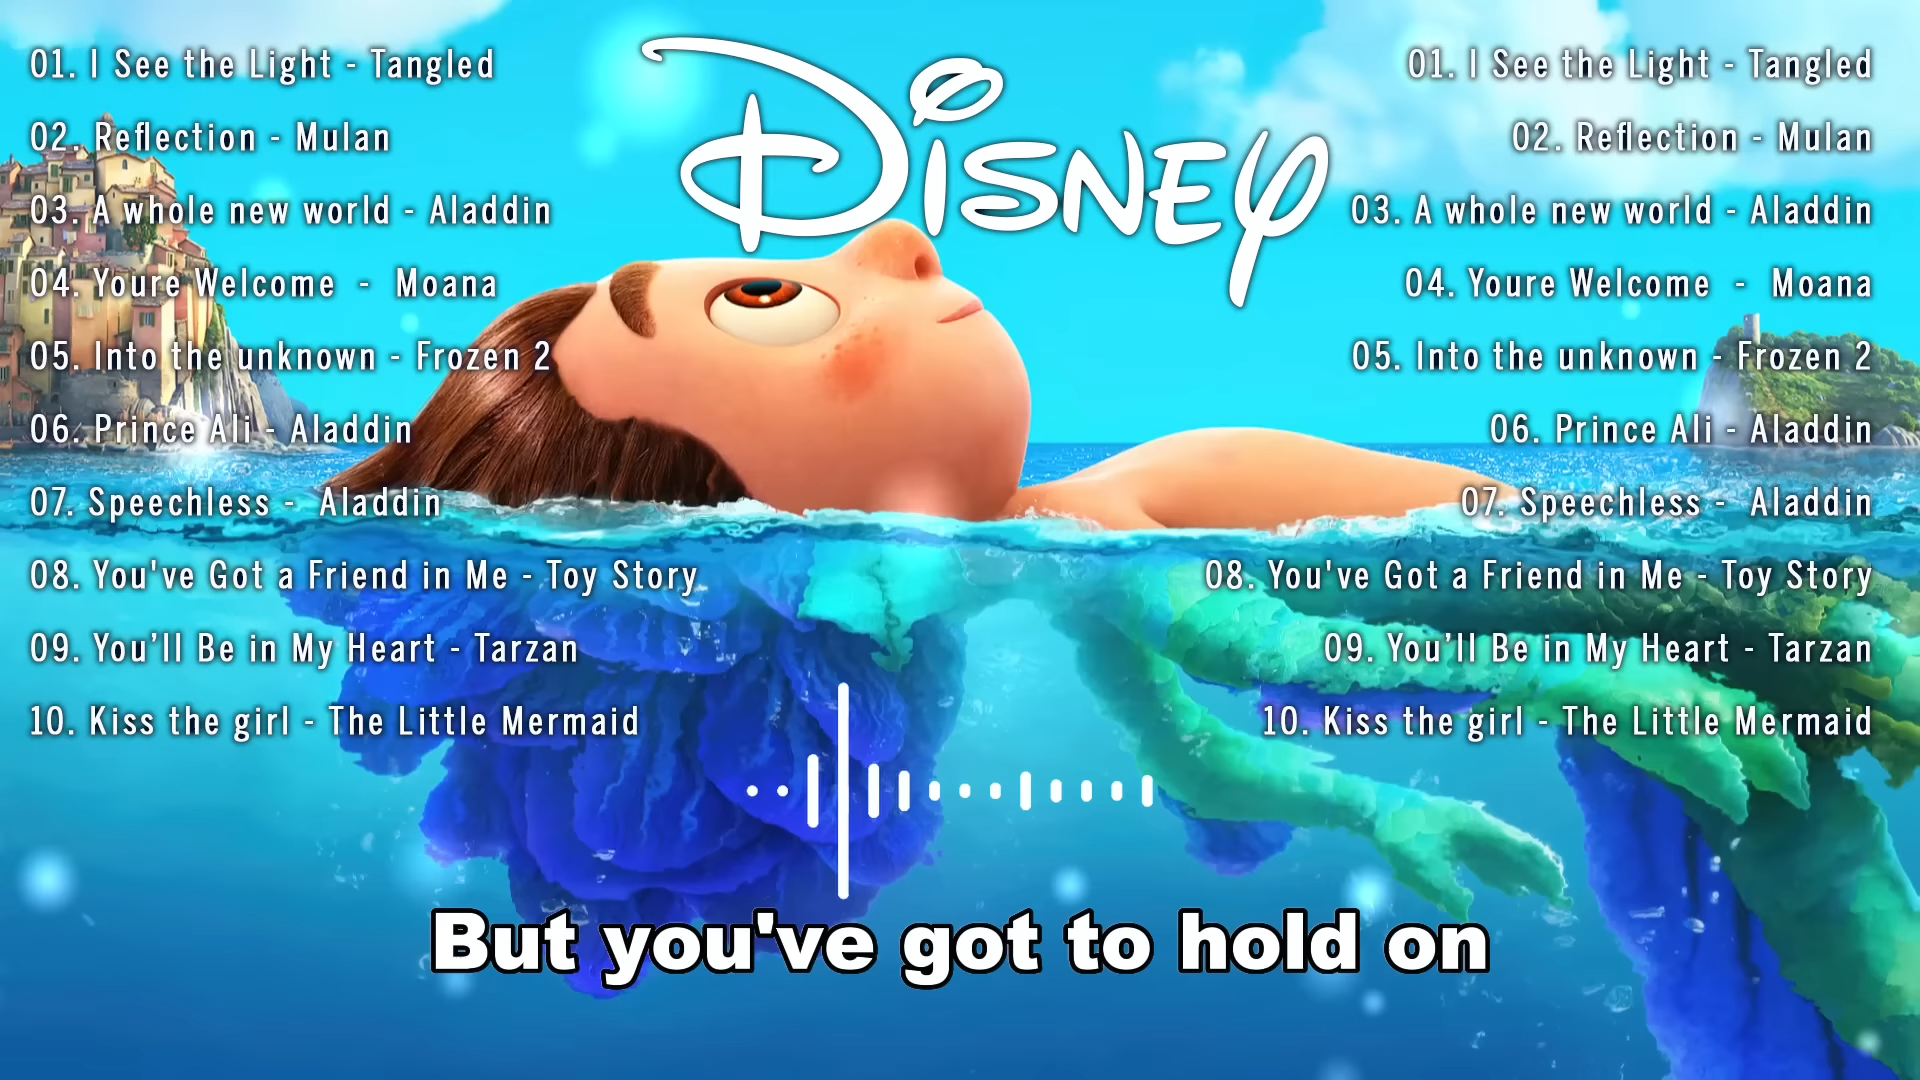 Disney
01. I See the Light - Tangled
02. Reflection - Mulan
03. A whole new world - Aladdin
04. Youre Welcome - Moana
05. Into the unknown - Frozen 2
06. Prince Ali - Aladdin
07. Speechless - Aladdin
08. You've Got a Friend in Me - Toy Story
09. You’ll Be in My Heart - Tarzan
10. Kiss the girl - The Little Mermaid
01. I See the Light - Tangled
02. Reflection - Mulan
03. A whole new world - Aladdin
04. Youre Welcome - Moana
05. Into the unknown - Frozen 2
06. Prince Ali - Aladdin
07. Speechless - Aladdin
08. You've Got a Friend in Me - Toy Story
09. You’ll Be in My Heart - Tarzan
10. Kiss the girl - The Little Mermaid
But you've got to hold on